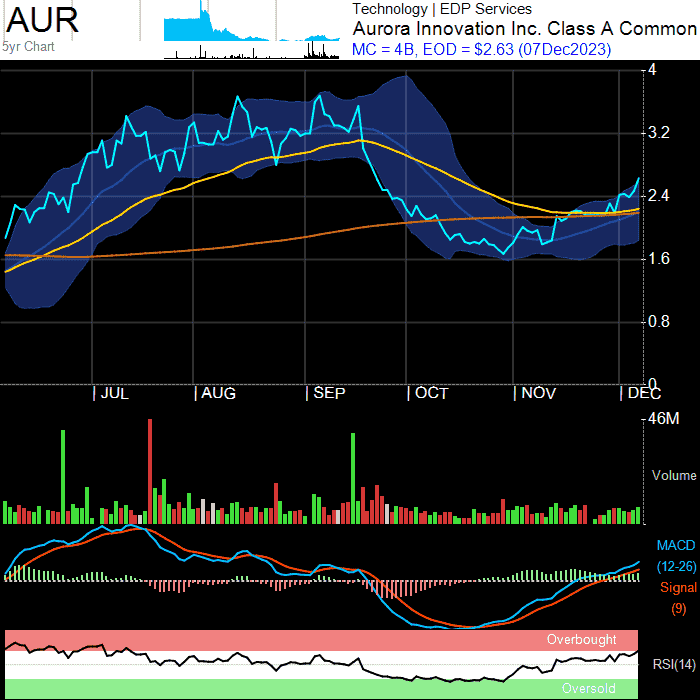 AUR
5yr Chart
Technology | EDP Services
Aurora Innovation Inc. Class A Common
MC = 4B, EOD = $2.63 (07Dec2023)
4
3.2
2.4
1.6
0.8
0
| JUL | AUG | SEP | OCT | NOV | DEC
46M
Volume
MACD
(12-26)
Signal
(9)
Overbought
RSI(14)
Oversold